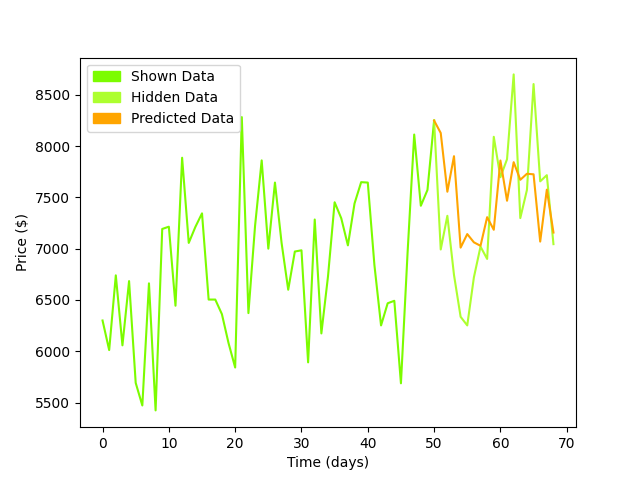 Shown Data
Hidden Data
Predicted Data
8500
8000
7500
7000
6500
6000
5500
Price ($)
0 10 20 30 40 50 60 70
Time (days)